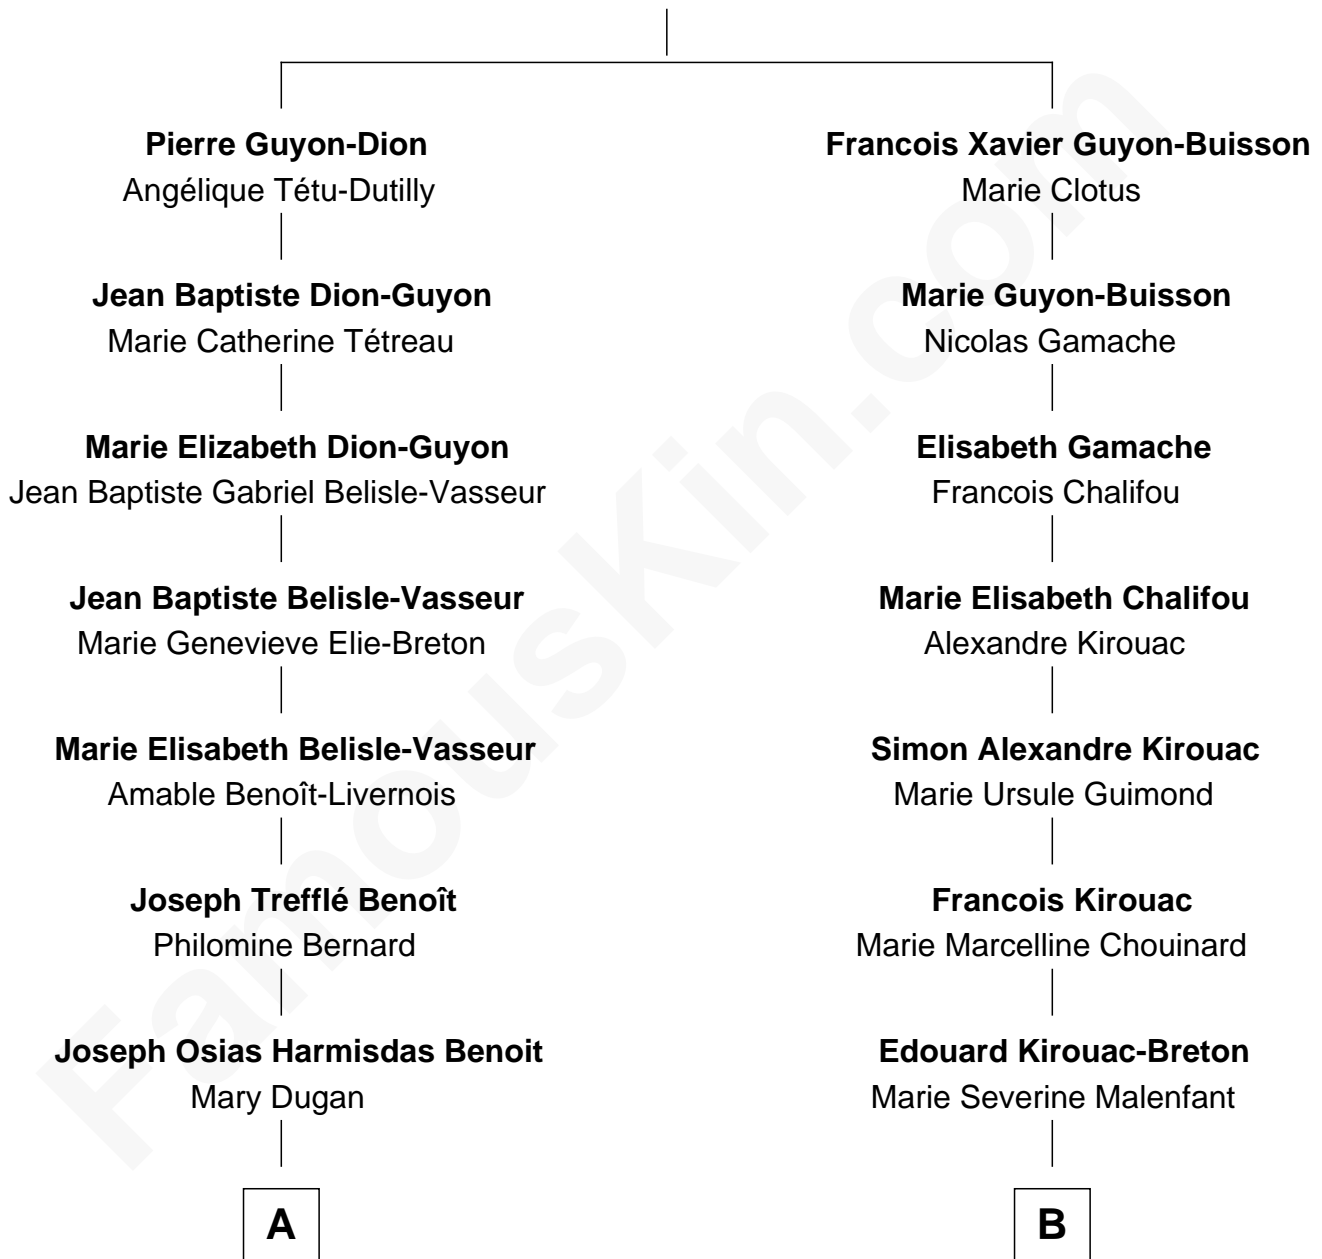 Pierre Guyon-Dion
Angélique Tétu-Dutilly
Jean Baptiste Dion-Guyon
Marie Catherine Tétreau
Marie Elizabeth Dion-Guyon
Jean Baptiste Gabriel Belisle-Vasseur
Jean Baptiste Belisle-Vasseur
Marie Genevieve Elie-Breton
Marie Elisabeth Belisle-Vasseur
Amable Benoît-Livernois
Joseph Trefflé Benoît
Philomine Bernard
Joseph Osias Harmisdas Benoit
Mary Dugan
A
Francois Xavier Guyon-Buisson
Marie Clotus
Marie Guyon-Buisson
Nicolas Gamache
Elisabeth Gamache
Francois Chalifou
Marie Elisabeth Chalifou
Alexandre Kirouac
Simon Alexandre Kirouac
Marie Ursule Guimond
Francois Kirouac
Marie Marcelline Chouinard
Edouard Kirouac-Breton
Marie Severine Malenfant
B
FamousKin.com